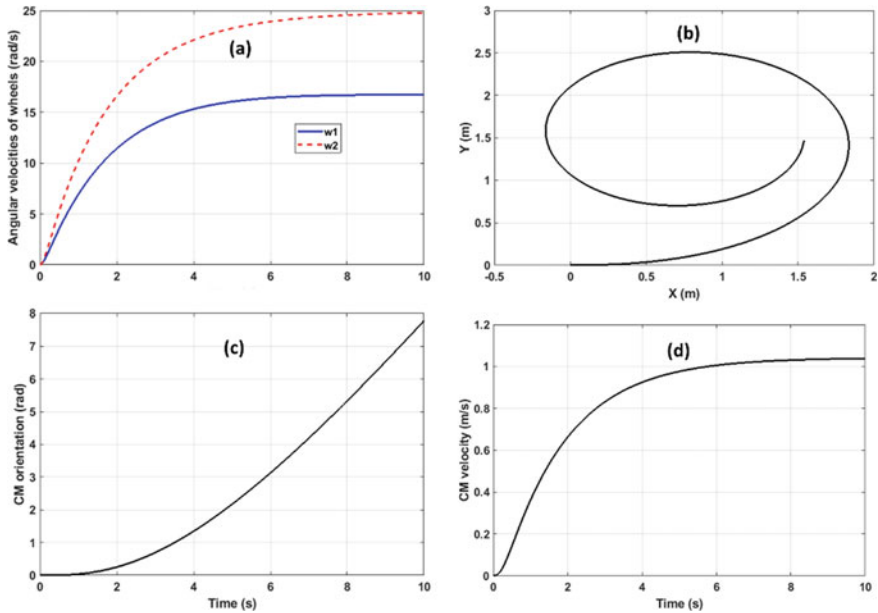 25
20
15
10
5
0
Angular velocities of wheels (rad/s)
(a)
w1
w2
0 2 4 6 8 10
3
2.5
2
1.5
1
0.5
0
Y (m)
(b)
-0.5 0 0.5 1 1.5 2
X (m)
8
7
6
5
4
3
2
1
0
CM orientation (rad)
(c)
0 2 4 6 8 10
Time (s)
1.2
1
0.8
0.6
0.4
0.2
0
CM velocity (m/s)
(d)
0 2 4 6 8 10
Time (s)